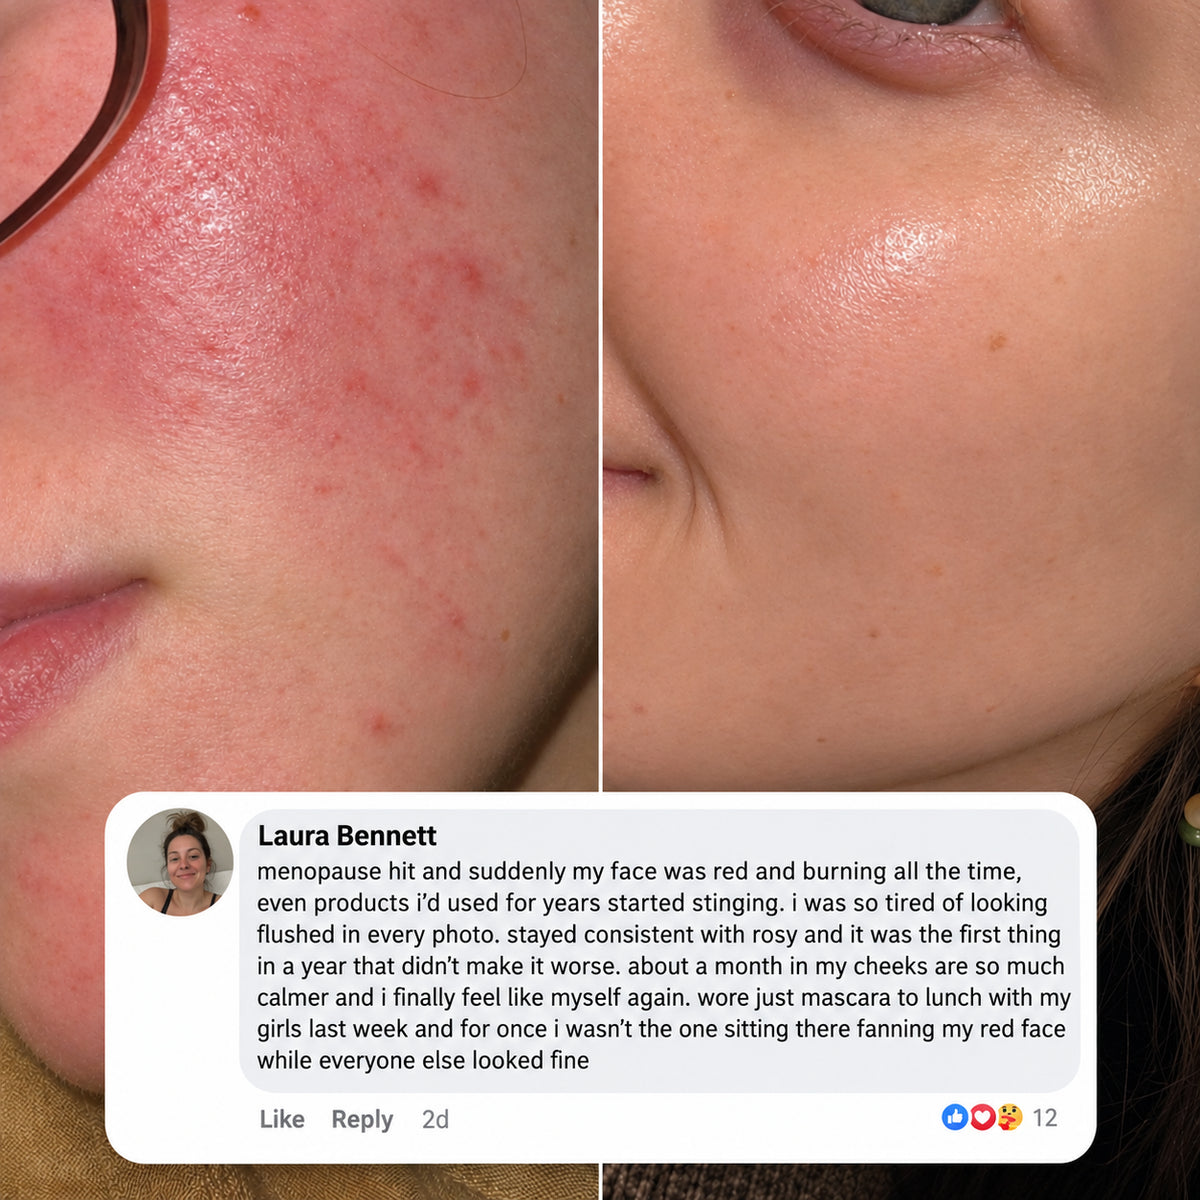 Laura Bennett
menopause hit and suddenly my face was red and burning all the time,
even products i'd used for years started stinging. i was so tired of looking
flushed in every photo. stayed consistent with rosy and it was the first thing
in a year that didn't make it worse. about a month in my cheeks are so much
calmer and i finally feel like myself again. wore just mascara to lunch with my
girls last week and for once i wasn't the one sitting there fanning my red face
while everyone else looked fine
Like Reply 2d 12